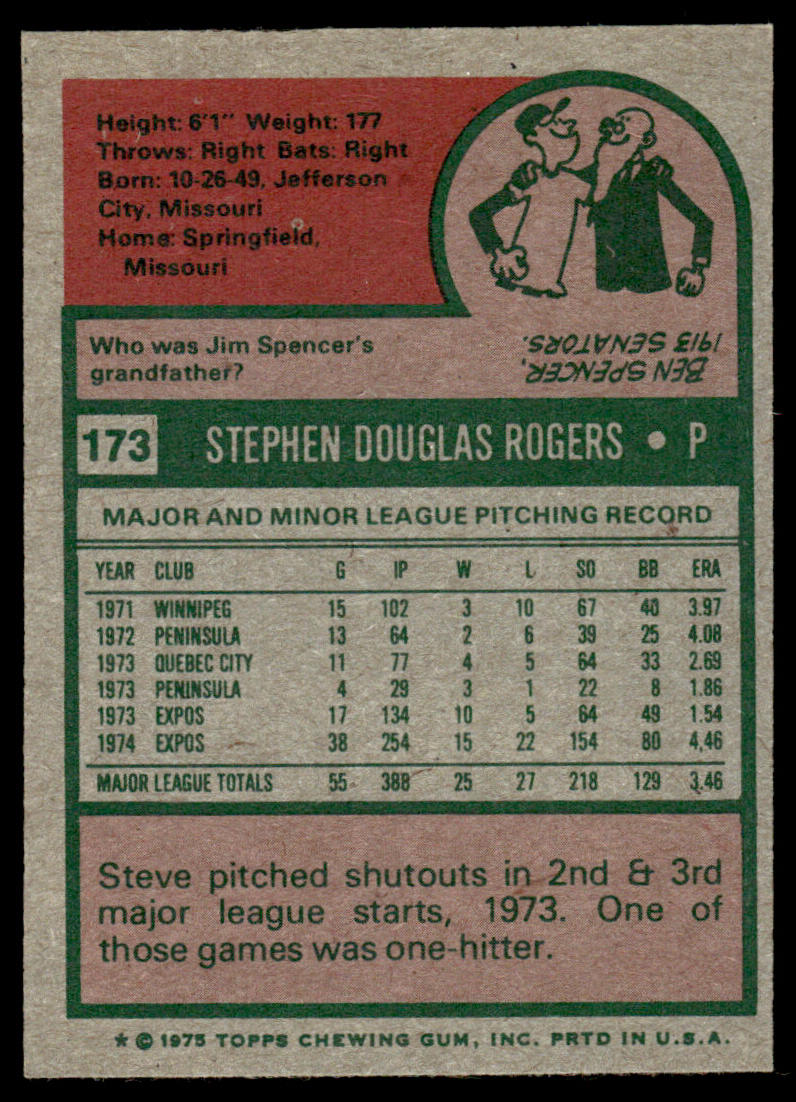 Height: 6'1" Weight: 177
Throws: Right Bats: Right
Born: 10-26-49, Jefferson
City, Missouri
Home: Springfield,
Missouri
Who was Jim Spencer's
grandfather?
BEN SPENCER,
1913 SENATORS.
173 STEPHEN DOUGLAS ROGERS • P
MAJOR AND MINOR LEAGUE PITCHING RECORD
YEAR CLUB G IP W L SO BB ERA
1971 WINNIPEG 15 102 3 10 67 40 3.97
1972 PENINSULA 13 64 2 6 39 25 4.08
1973 QUEBEC CITY 11 77 4 5 64 33 2.69
1973 PENINSULA 4 29 3 1 22 8 1.86
1973 EXPOS 17 134 10 5 64 49 1.54
1974 EXPOS 38 254 15 22 154 80 4.46
MAJOR LEAGUE TOTALS 55 388 25 27 218 129 3.46
Steve pitched shutouts in 2nd & 3rd
major league starts, 1973. One of
those games was one-hitter.
* © 1975 TOPPS CHEWING GUM, INC. PRTD IN U.S.A.